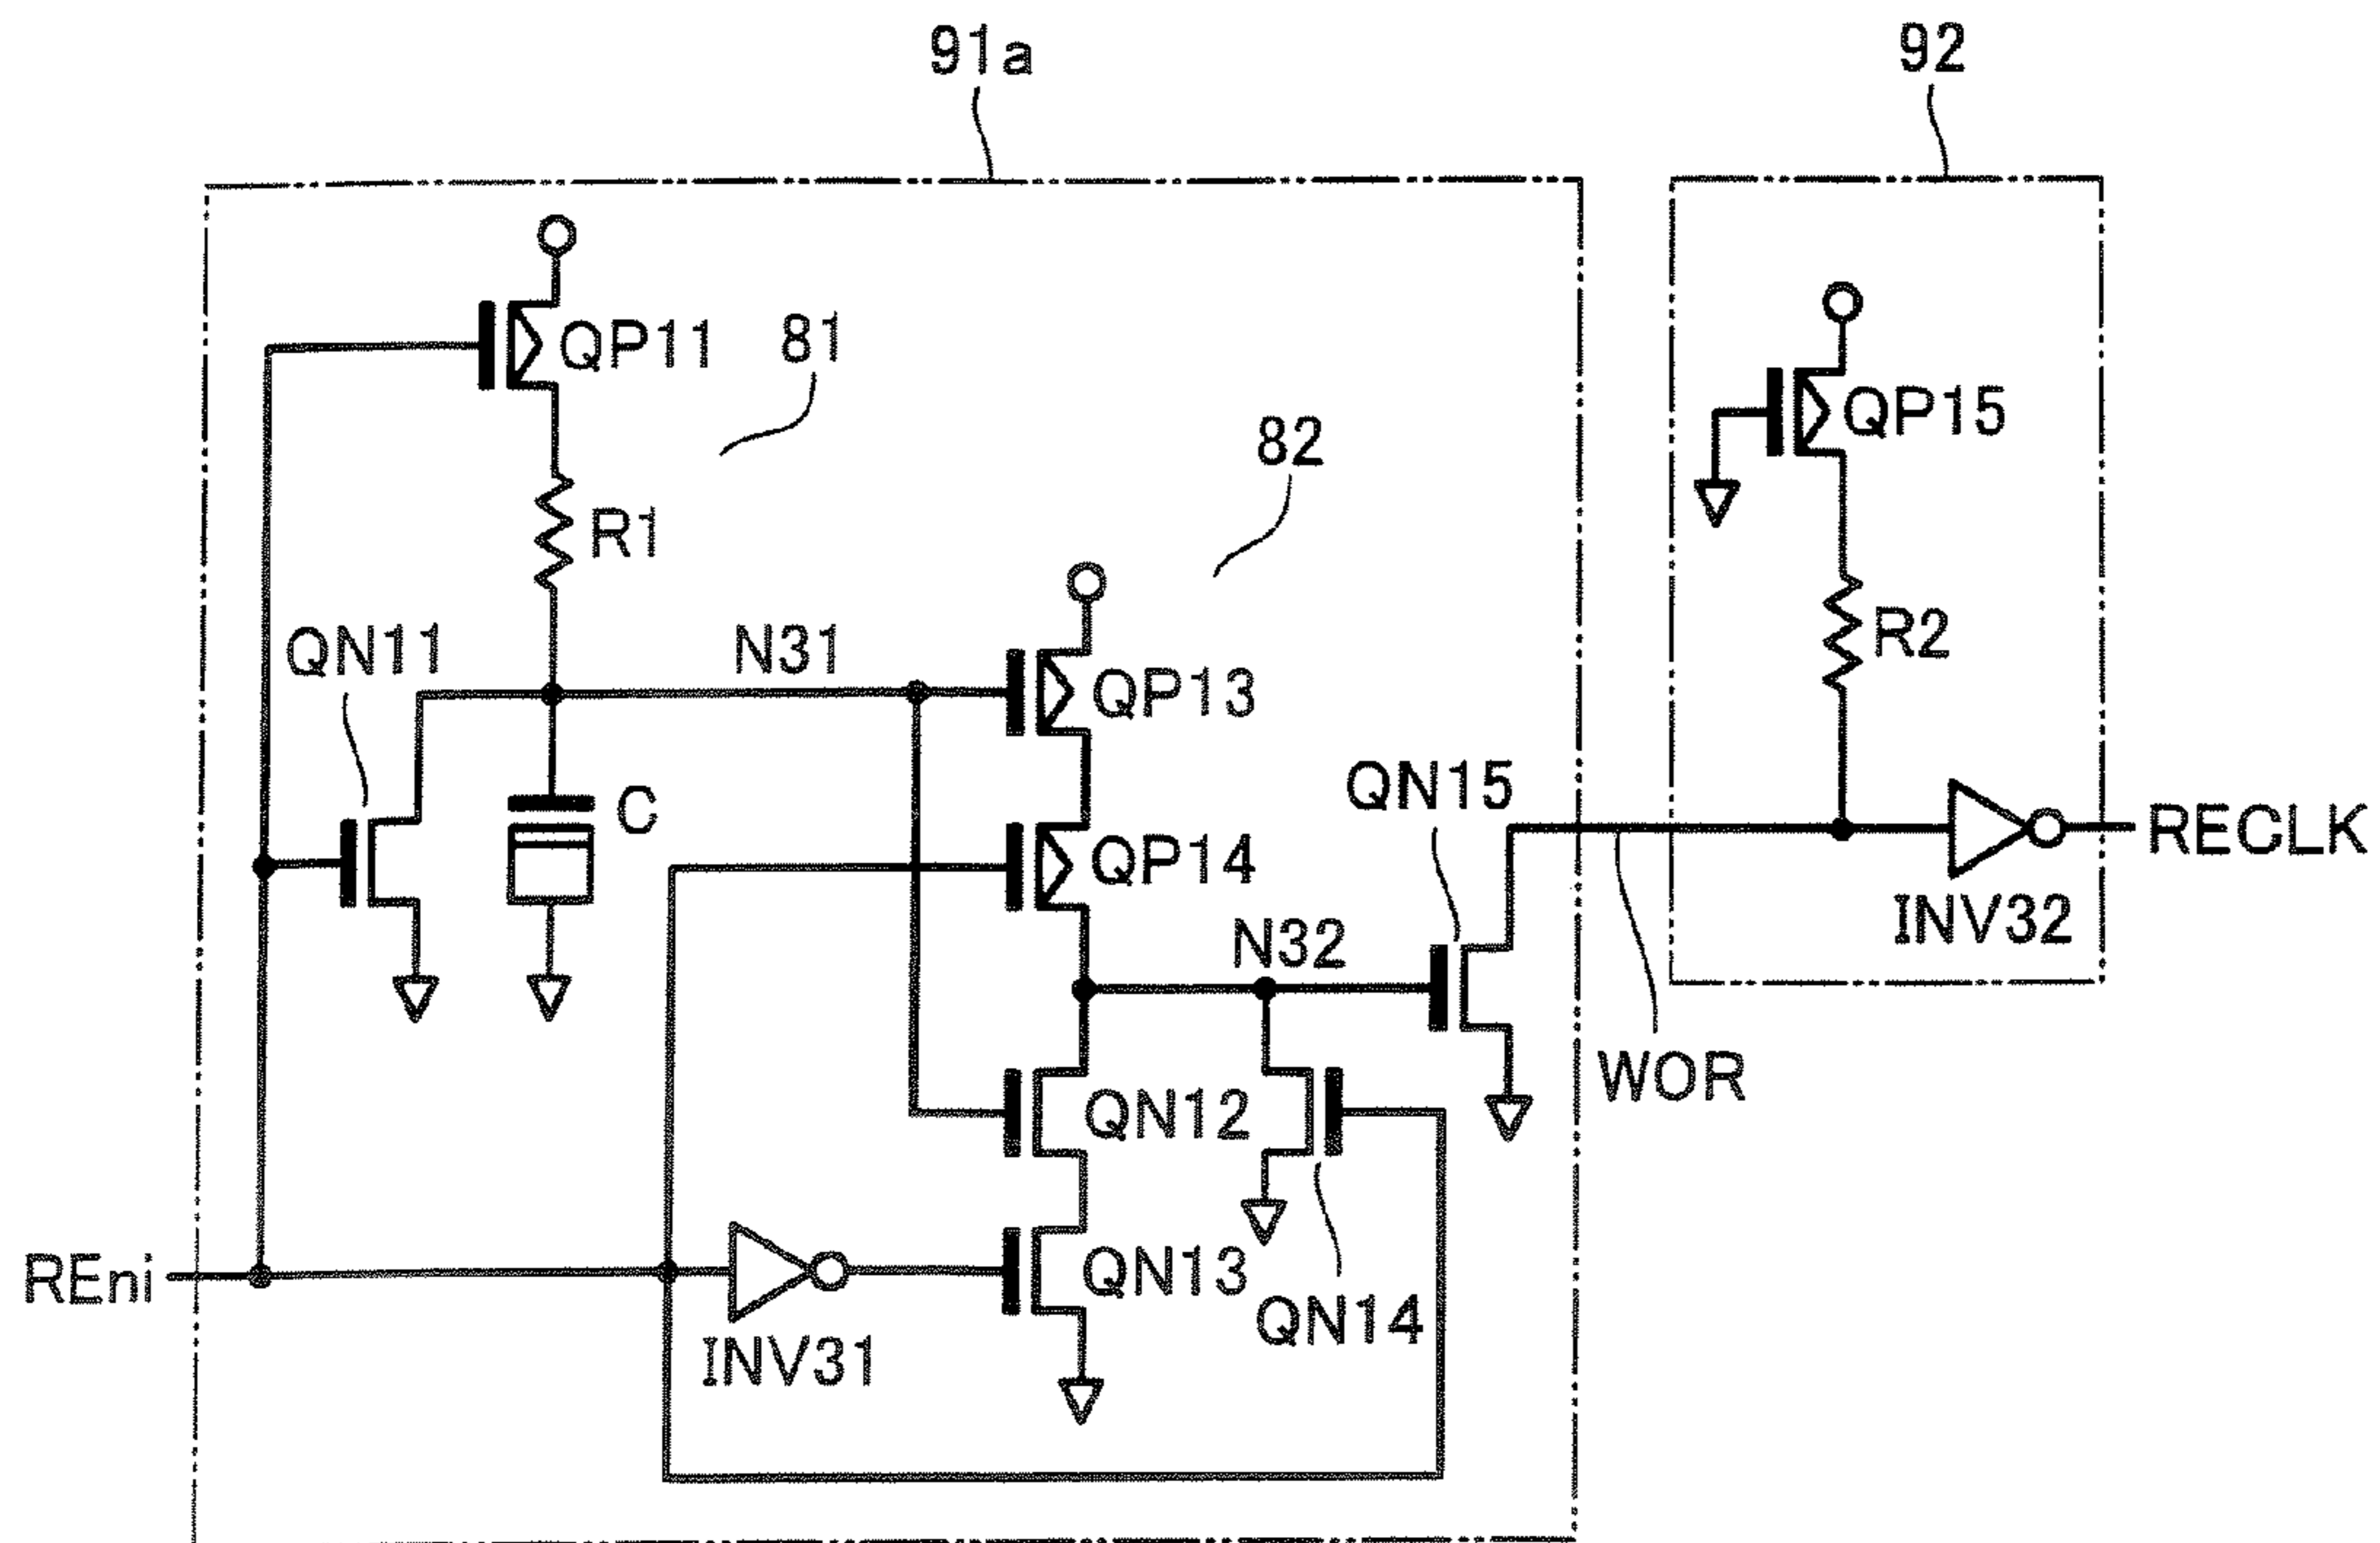 91a
92
QP11
81
QP15
82
R1
R2
QN11
N31
QP13
QN15
C
RECLK
QP14
INV32
N32
WOR
QN12
REni
QN13
QN14
INV31